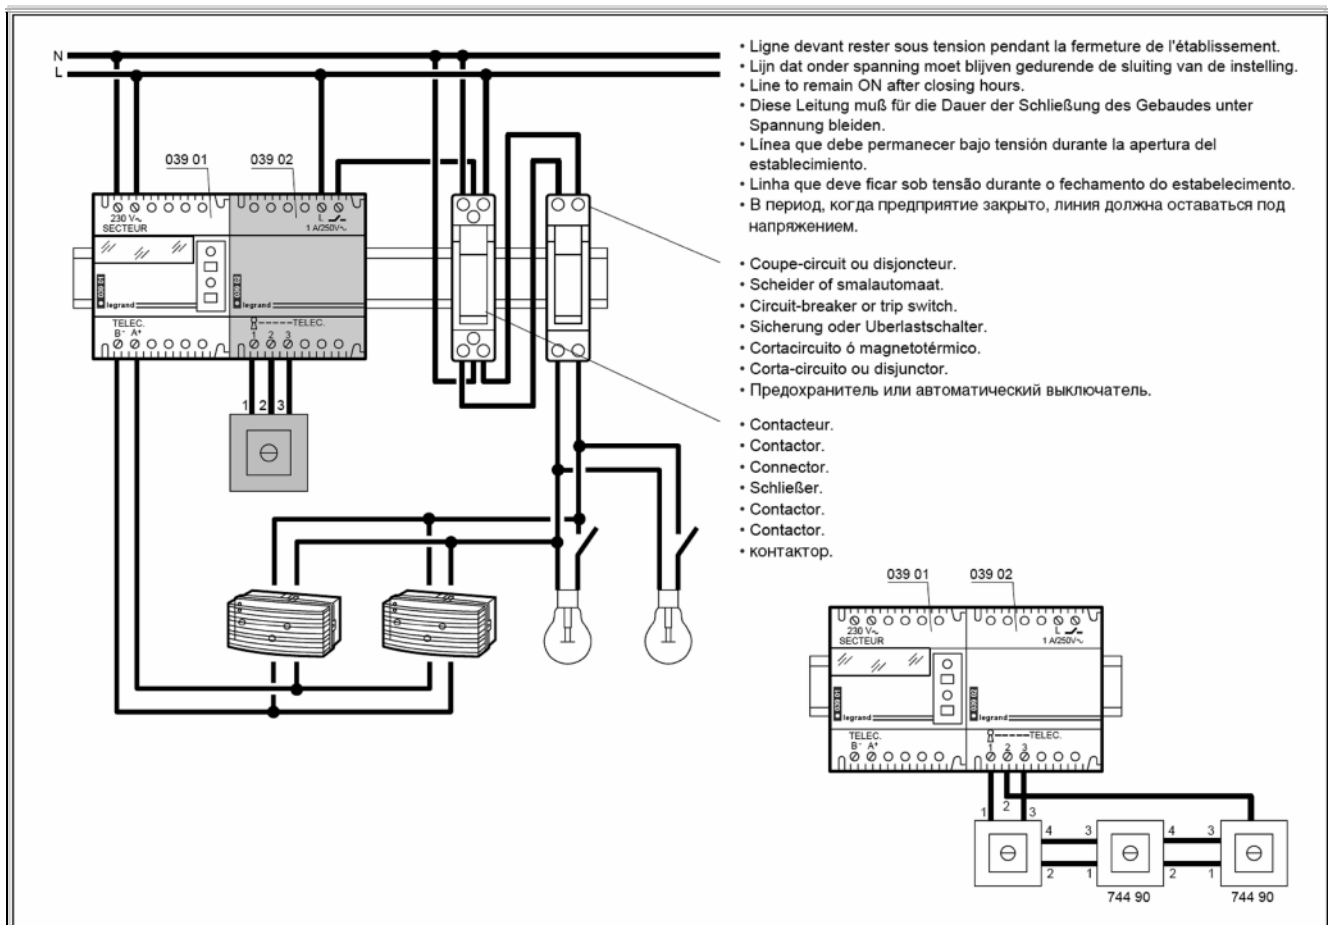 N
L
• Ligne devant rester sous tension pendant la fermeture de l'établissement.
• Lijn dat onder spanning moet blijven gedurende de sluiting van de instelling.
• Line to remain ON after closing hours.
• Diese Leitung muß für die Dauer der Schließung des Gebaudes unter
Spannung bleiden.
• Línea que debe permanecer bajo tensión durante la apertura del
establecimiento.
• Linha que deve ficar sob tensão durante o fechamento do estabelecimento.
• В период, когда предприятие закрыто, линия должна оставаться под
напряжением.
• Coupe-circuit ou disjoncteur.
• Scheider of smalautomaat.
• Circuit-breaker or trip switch.
• Sicherung oder Uberlastschalter.
• Cortacircuito ó magnetotérmico.
• Corta-circuito ou disjunctor.
• Предохранитель или автоматический выключатель.
• Contacteur.
• Contactor.
• Connector.
• Schließer.
• Contactor.
• Contactor.
• контактор.
039 01 039 02
230 V~ L
SECTEUR 1 A/250V~
039 01 039 02
legrand legrand
TELEC. TELEC.
B- A+ 1 2 3
1 2 3
039 01 039 02
230 V~ L
SECTEUR 1 A/250V~
039 01 039 02
legrand legrand
TELEC. TELEC.
B- A+ 1 2 3
1 2 3
4 3 4 3
2 1 2 1
744 90 744 90